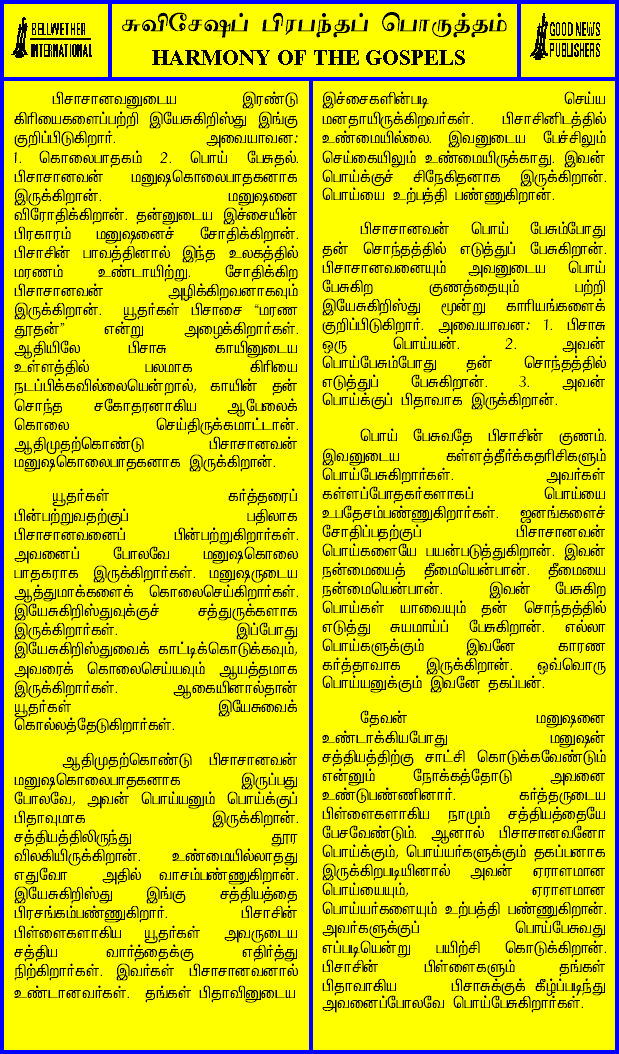 BELLWETHER
INTERNATIONAL
சுவிசேஷப் பிரபந்தப் பொருத்தம்
HARMONY OF THE GOSPELS
GOOD NEWS
PUBLISHERS
பிசாசானவனுடைய இரண்டு
கிரியைகளைப்பற்றி இயேசுகிறிஸ்து இங்கு
குறிப்பிடுகிறார். அவையாவன:
1. கொலைபாதகம் 2. பொய் பேசுதல்.
பிசாசானவன் மனுஷகொலைபாதகனாக
இருக்கிறான். மனுஷனை
விரோதிக்கிறான். தன்னுடைய இச்சையின்
பிரகாரம் மனுஷனைச் சோதிக்கிறான்.
பிசாசின் பாவத்தினால் இந்த உலகத்தில்
மரணம் உண்டாயிற்று. சோதிக்கிற
பிசாசானவன் அழிக்கிறவனாகவும்
இருக்கிறான். யூதர்கள் பிசாசை “மரண
தூதன்” என்று அழைக்கிறார்கள்.
ஆதியிலே பிசாசு காயினுடைய
உள்ளத்தில் பலமாக கிரியை
நடப்பிக்கவில்லையென்றால், காயின் தன்
சொந்த சகோதரனாகிய ஆபேலைக்
கொலை செய்திருக்கமாட்டான்.
ஆதிமுதற்கொண்டு பிசாசானவன்
மனுஷகொலைபாதகனாக இருக்கிறான்.
யூதர்கள் கர்த்தரைப்
பின்பற்றுவதற்குப் பதிலாக
பிசாசானவனைப் பின்பற்றுகிறார்கள்.
அவனைப் போலவே மனுஷகொலை
பாதகராக இருக்கிறார்கள். மனுஷருடைய
ஆத்துமாக்களைக் கொலைசெய்கிறார்கள்.
இயேசுகிறிஸ்துவுக்குச் சத்துருக்களாக
இருக்கிறார்கள். இப்போது
இயேசுகிறிஸ்துவைக் காட்டிக்கொடுக்கவும்,
அவரைக் கொலைசெய்யவும் ஆயத்தமாக
இருக்கிறார்கள். ஆகையினால்தான்
யூதர்கள் இயேசுவைக்
கொல்லத்தேடுகிறார்கள்.
ஆதிமுதற்கொண்டு பிசாசானவன்
மனுஷகொலைபாதகனாக இருப்பது
போலவே, அவன் பொய்யனும் பொய்க்குப்
பிதாவுமாக இருக்கிறான்.
சத்தியத்திலிருந்து தூர
விலகியிருக்கிறான். உண்மையில்லாதது
எதுவோ அதில் வாசம்பண்ணுகிறான்.
இயேசுகிறிஸ்து இங்கு சத்தியத்தை
பிரசங்கம்பண்ணுகிறார். பிசாசின்
பிள்ளைகளாகிய யூதர்கள் அவருடைய
சத்திய வார்த்தைக்கு எதிர்த்து
நிற்கிறார்கள். இவர்கள் பிசாசானவனால்
உண்டானவர்கள். தங்கள் பிதாவினுடைய
இச்சைகளின்படி செய்ய
மனதாயிருக்கிறவர்கள். பிசாசினிடத்தில்
உண்மையில்லை. இவனுடைய பேச்சிலும்
செய்கையிலும் உண்மையிருக்காது. இவன்
பொய்க்குச் சிநேகிதனாக இருக்கிறான்.
பொய்யை உற்பத்தி பண்ணுகிறான்.
பிசாசானவன் பொய் பேசும்போது
தன் சொந்தத்தில் எடுத்துப் பேசுகிறான்.
பிசாசானவனையும் அவனுடைய பொய்
பேசுகிற குணத்தையும் பற்றி
இயேசுகிறிஸ்து மூன்று காரியங்களைக்
குறிப்பிடுகிறார். அவையாவன: 1. பிசாசு
ஒரு பொய்யன். 2. அவன்
பொய்பேசும்போது தன் சொந்தத்தில்
எடுத்துப் பேசுகிறான். 3. அவன்
பொய்க்குப் பிதாவாக இருக்கிறான்.
பொய் பேசுவதே பிசாசின் குணம்.
இவனுடைய கள்ளத்தீர்க்கதரிசிகளும்
பொய்பேசுகிறார்கள். அவர்கள்
கள்ளப்போதகர்களாகப் பொய்யை
உபதேசம்பண்ணுகிறார்கள். ஜனங்களைச்
சோதிப்பதற்குப் பிசாசானவன்
பொய்களையே பயன்படுத்துகிறான். இவன்
நன்மையைத் தீமையென்பான். தீமையை
நன்மையென்பான். இவன் பேசுகிற
பொய்கள் யாவையும் தன் சொந்தத்தில்
எடுத்து சுயமாய்ப் பேசுகிறான். எல்லா
பொய்களுக்கும் இவனே காரண
கர்த்தாவாக இருக்கிறான். ஒவ்வொரு
பொய்யனுக்கும் இவனே தகப்பன்.
தேவன் மனுஷனை
உண்டாக்கியபோது மனுஷன்
சத்தியத்திற்கு சாட்சி கொடுக்கவேண்டும்
என்னும் நோக்கத்தோடு அவனை
உண்டுபண்ணினார். கர்த்தருடைய
பிள்ளைகளாகிய நாமும் சத்தியத்தையே
பேசவேண்டும். ஆனால் பிசாசானவனோ
பொய்க்கும், பொய்யர்களுக்கும் தகப்பனாக
இருக்கிறபடியினால் அவன் ஏராளமான
பொய்யையும், ஏராளமான
பொய்யர்களையும் உற்பத்தி பண்ணுகிறான்.
அவர்களுக்குப் பொய்பேசுவது
எப்படியென்று பயிற்சி கொடுக்கிறான்.
பிசாசின் பிள்ளைகளும் தங்கள்
பிதாவாகிய பிசாசுக்குக் கீழ்ப்படிந்து
அவனைப்போலவே பொய்பேசுகிறார்கள்.